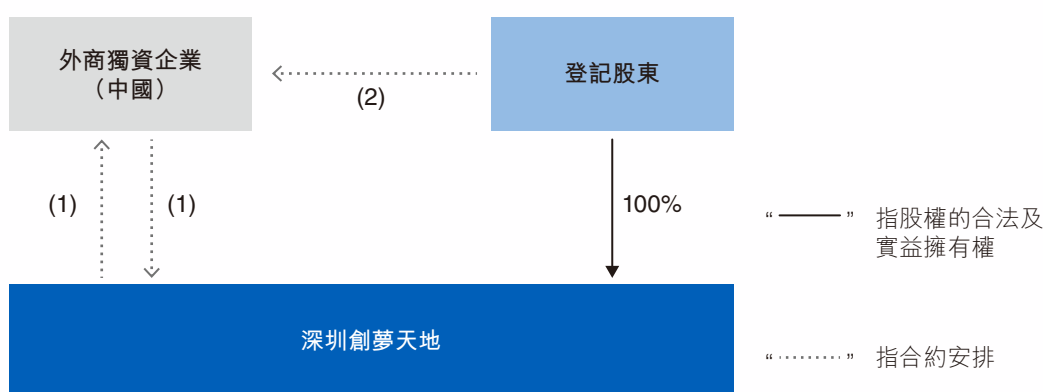 外商獨資企業
（中國）
登記股東
(2)
(1)
(1)
100%
“——”指股權的合法及
實益擁有權
深圳創夢天地
“.........”指合約安排